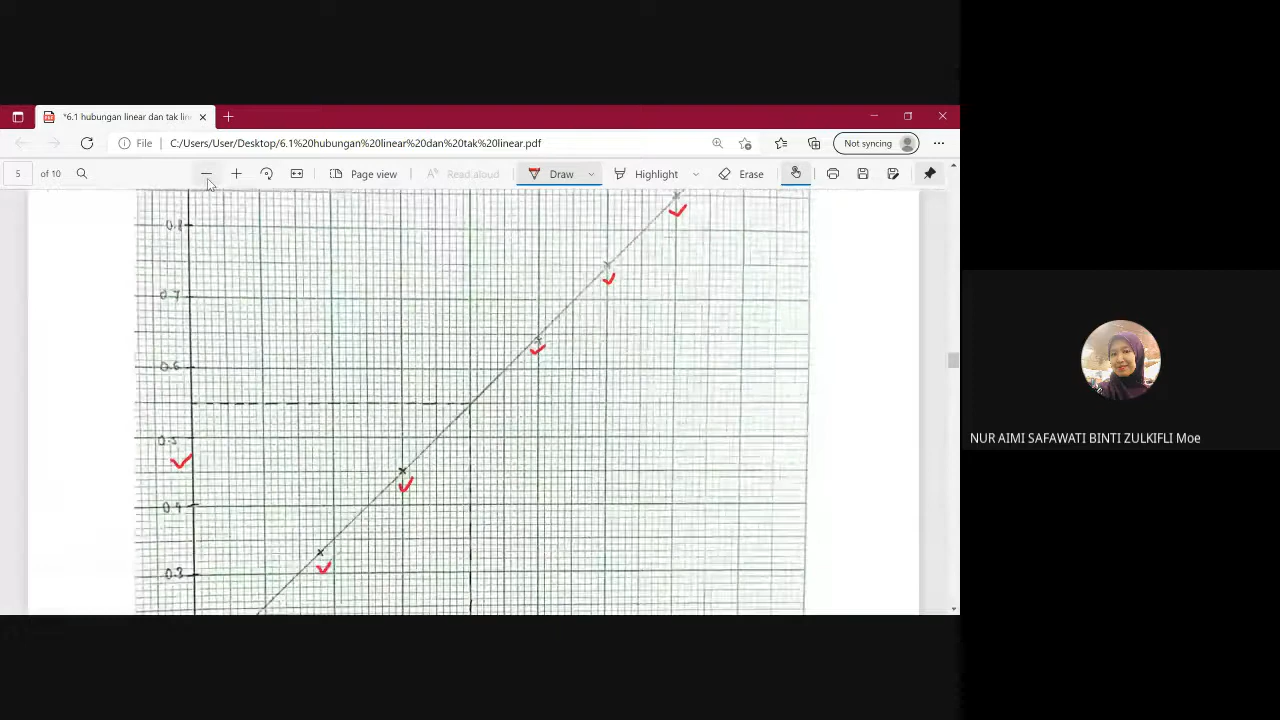 *6.1 hubungan linear dan tak line
File
C:/Users/User/Desktop/6.1%20hubungan%20linear%20dan%20tak%20linear.pdf
Not syncing
5 of 10
Page view
Read aloud
Draw
Highlight
Erase
0.8
0.7
0.6
0.5
0.4
0.3
NUR AIMI SAFAWATI BINTI ZULKIFLI Moe